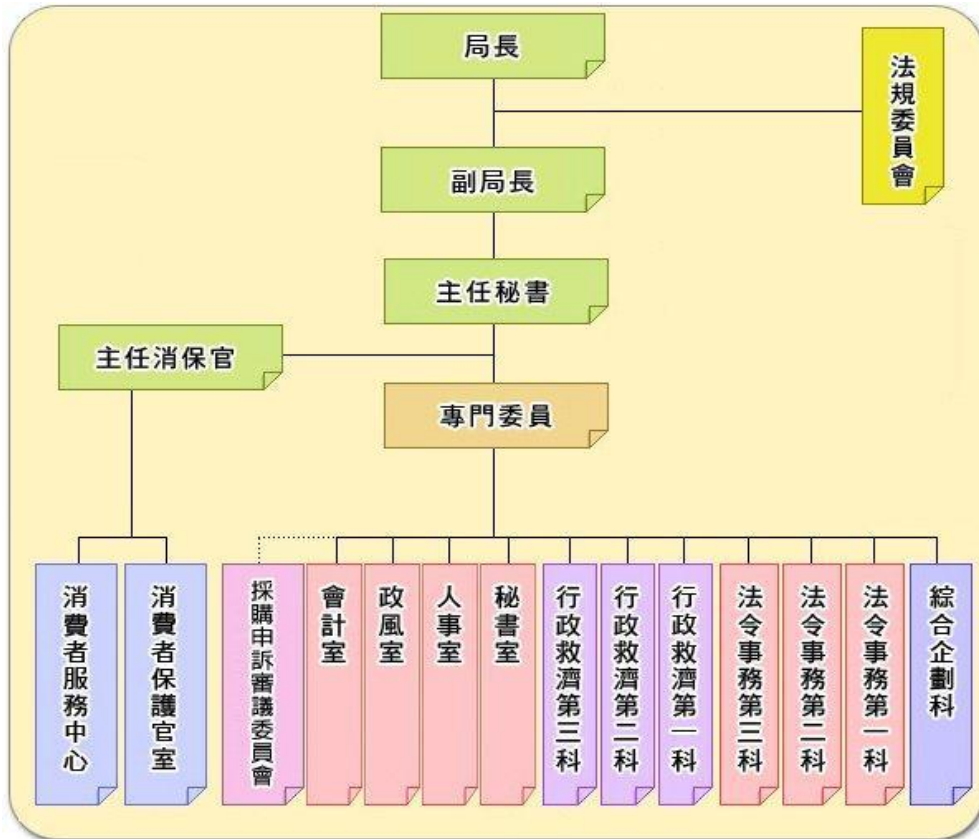 局長
法規委員會
副局長
主任秘書
主任消保官
專門委員
消費者服務中心
消費者保護官室
採購申訴審議委員會
會計室
政風室
人事室
秘書室
行政救濟第三科
行政救濟第二科
行政救濟第一科
法令事務第三科
法令事務第二科
法令事務第一科
綜合企劃科